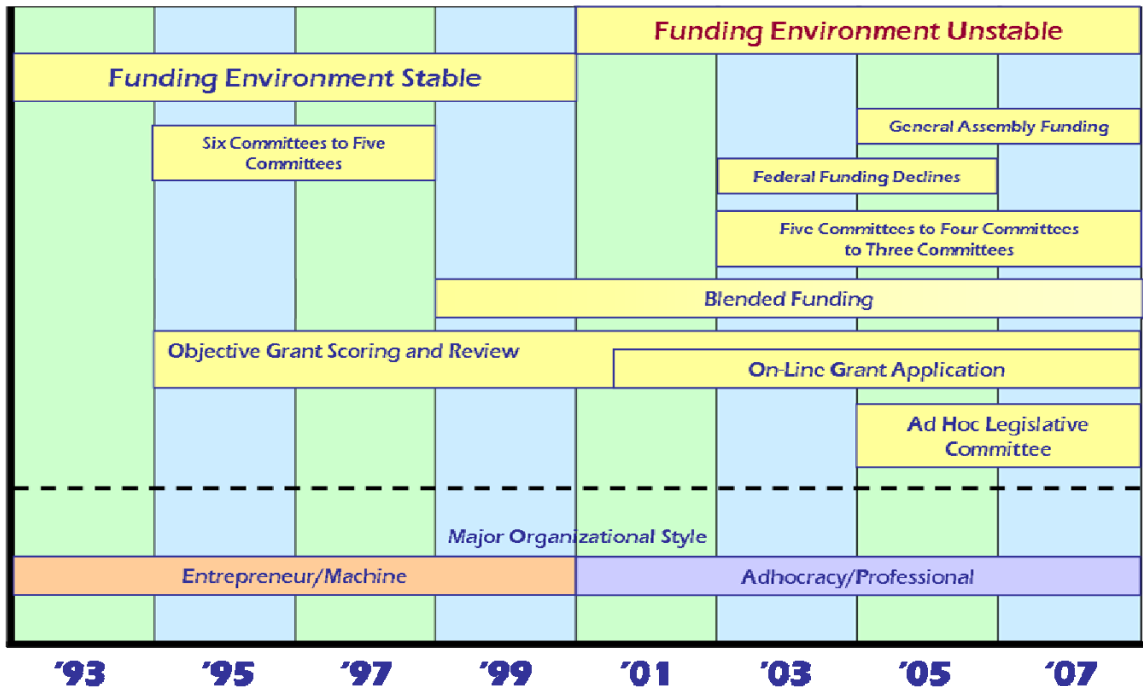 Funding Environment Unstable
Funding Environment Stable
General Assembly Funding
Six Committees to Five
Committees
Federal Funding Declines
Five Committees to Four Committees
to Three Committees
Blended Funding
Objective Grant Scoring and Review
On-Line Grant Application
Ad Hoc Legislative
Committee
Major Organizational Style
Entrepreneur/Machine
Adhocracy/Professional
'93
'95
'97
'99
'01
'03
'05
'07